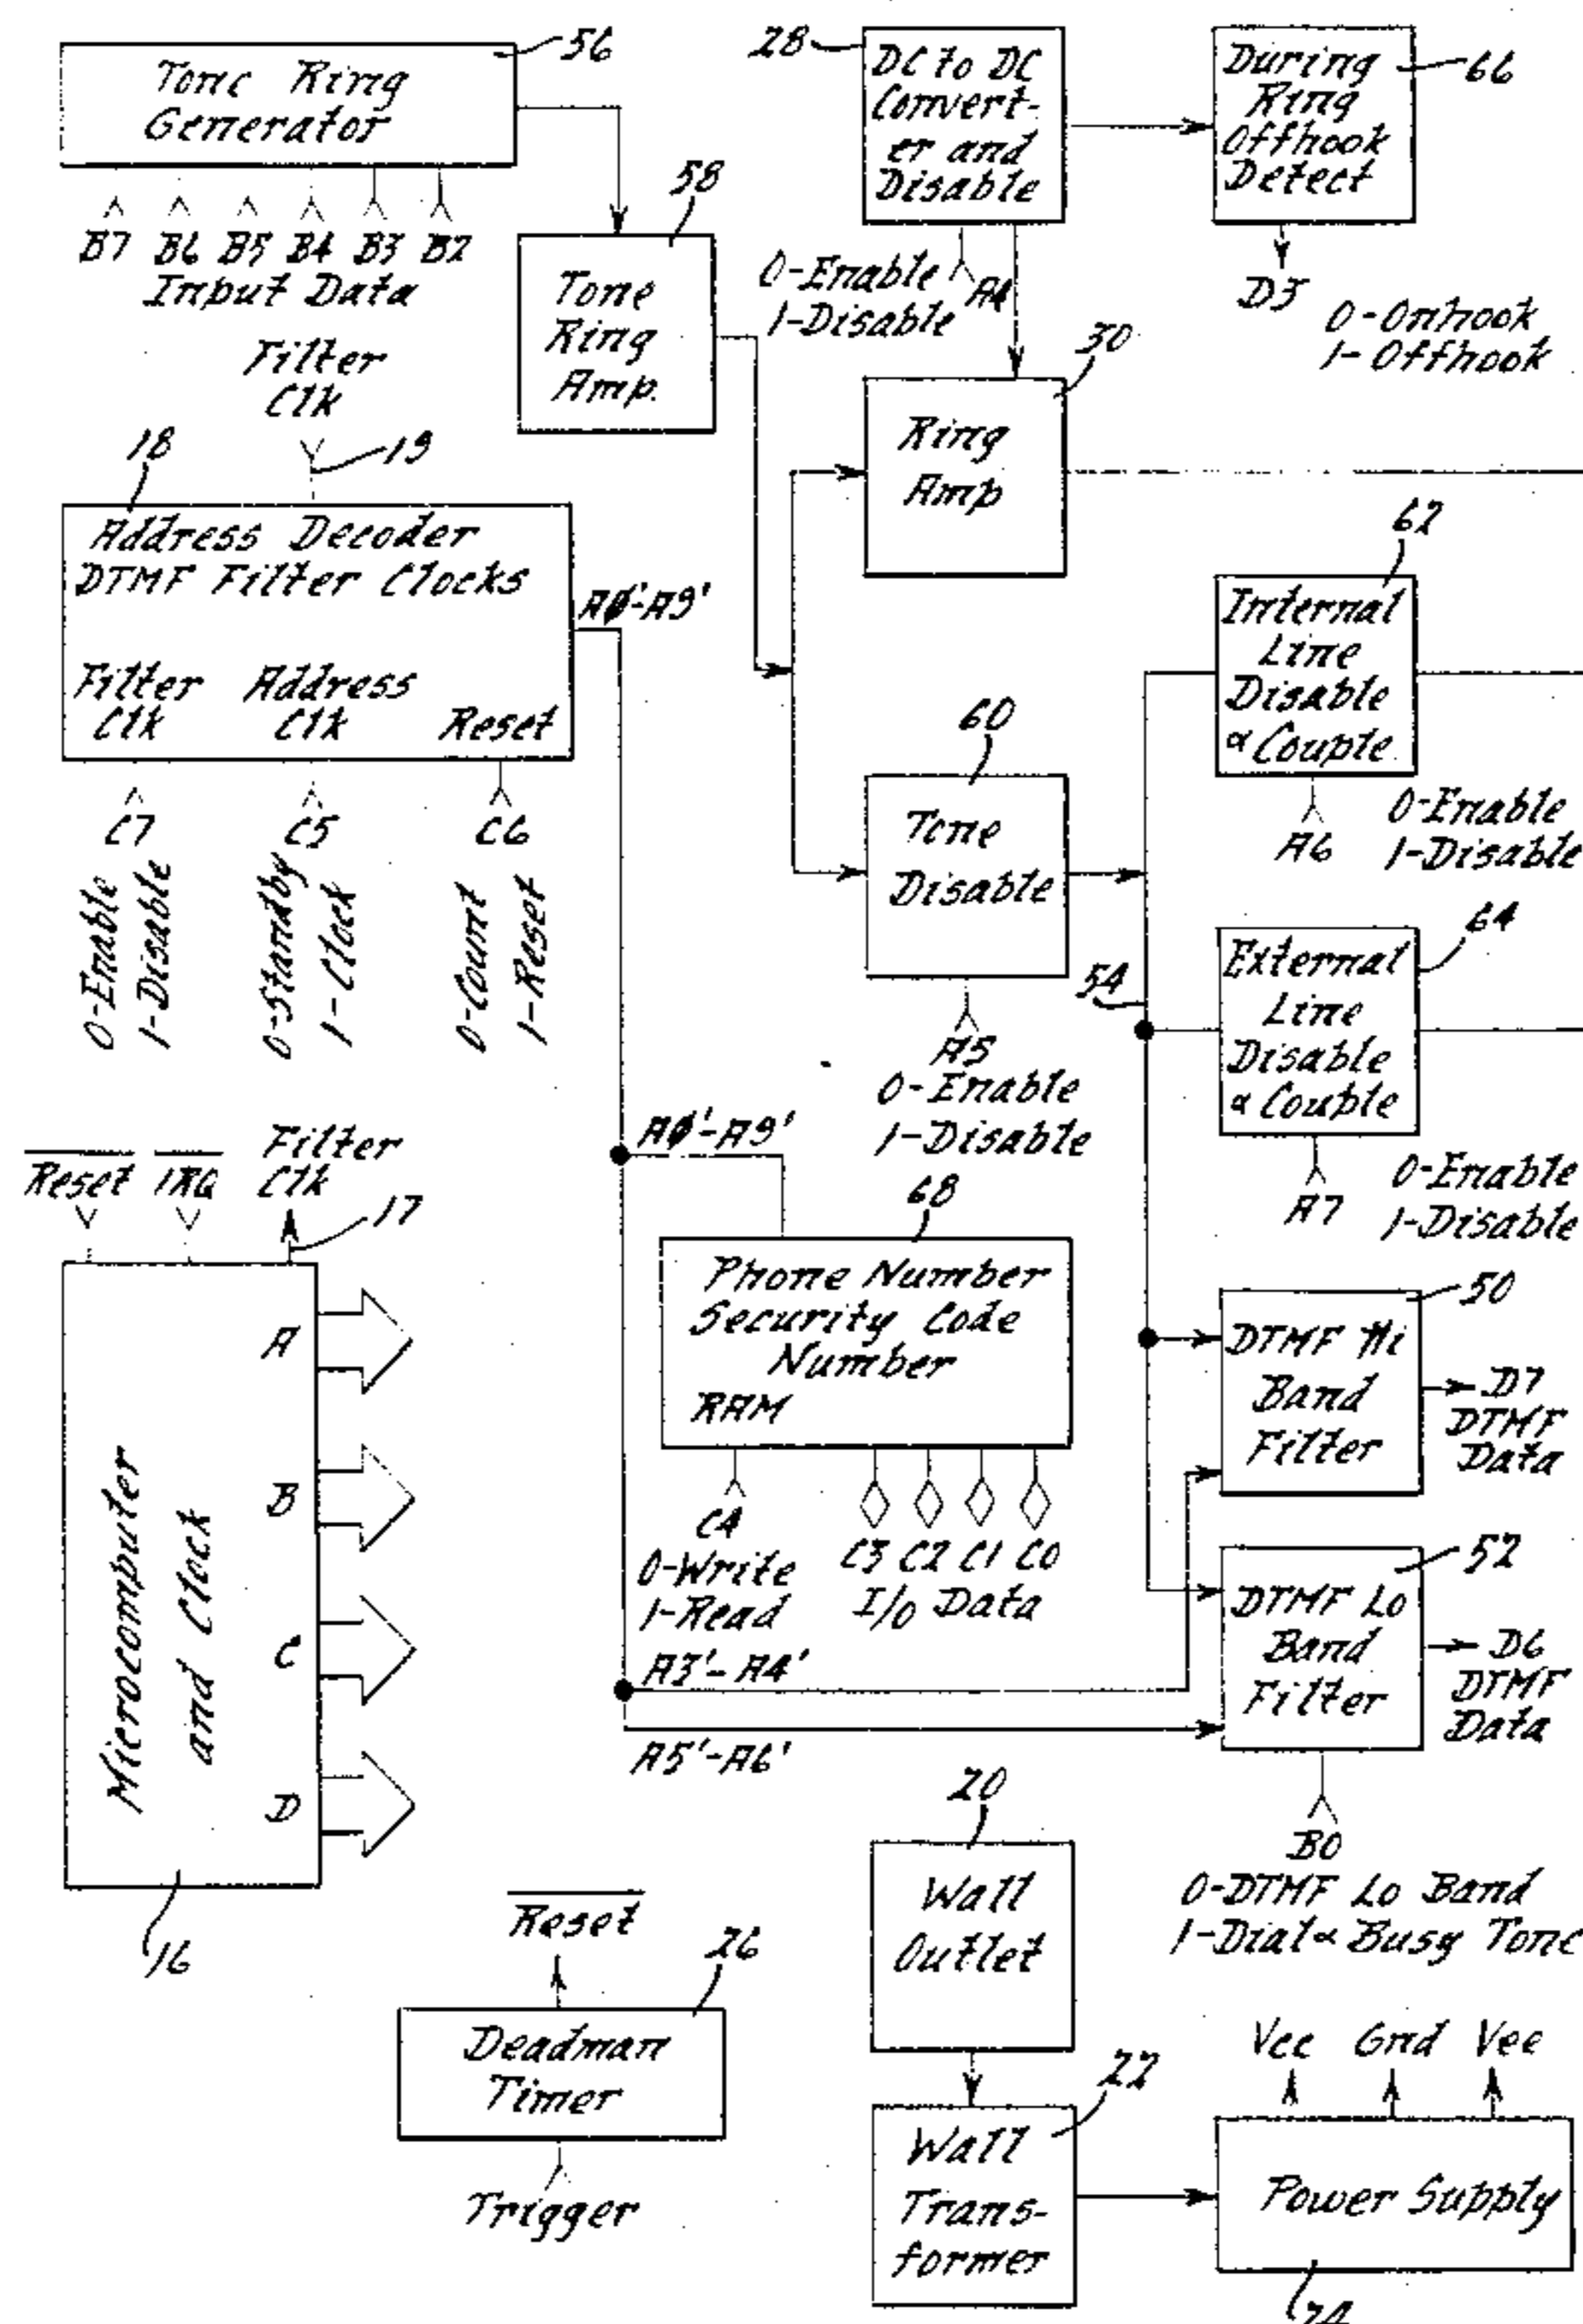 56
Tone Ring
Generator
B7 B6 B5 B4 B3 B2
Input Data
58
Tone
Ring
Amp.
28
DC to DC
Convert-
er and
Disable
0-Enable
1-Disable
A4
66
During
Ring
Offhook
Detect
D3
0-Onhook
1-Offhook
30
Ring
Amp
Filter
Clk
19
18
Address Decoder
DTMF Filter Clocks
Filter
Clk
Address
Clk
Reset
A0'-A9'
C7
0-Enable
1-Disable
C5
0-Standby
1-Clock
C6
0-Count
1-Reset
62
Internal
Line
Disable
∝ Couple
A6
0-Enable
1-Disable
60
Tone
Disable
A5
0-Enable
1-Disable
54
64
External
Line
Disable
∝ Couple
A7
0-Enable
1-Disable
Reset IRQ
Filter
Clk
17
Microcomputer
and Clock
A
B
C
D
16
A0'-A9'
68
Phone Number
Security Code
Number
RAM
C4
0-Write
1-Read
C3 C2 C1 C0
I/O Data
A3'-A4'
A5'-A6'
50
DTMF Hi
Band
Filter
D7
DTMF
Data
52
DTMF Lo
Band
Filter
D6
DTMF
Data
B0
0-DTMF Lo Band
1-Dial ∝ Busy Tone
Reset
26
Deadman
Timer
Trigger
20
Wall
Outlet
22
Wall
Trans-
former
Vcc Gnd Vee
Power Supply
24